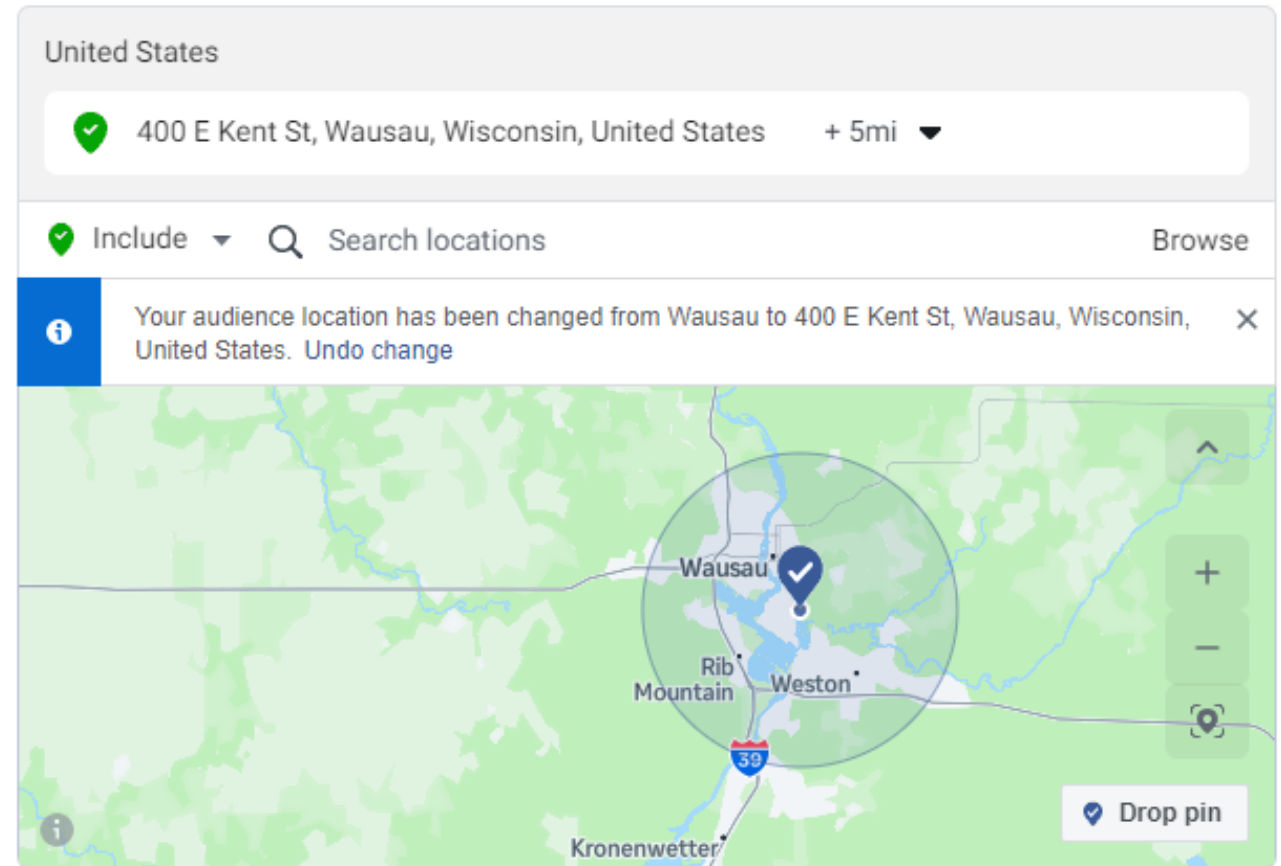 United States
400 E Kent St, Wausau, Wisconsin, United States + 5mi
Include Search locations Browse
Your audience location has been changed from Wausau to 400 E Kent St, Wausau, Wisconsin,
United States. Undo change
Wausau
Rib
Mountain
Weston
39
Drop pin
Kronenwetter